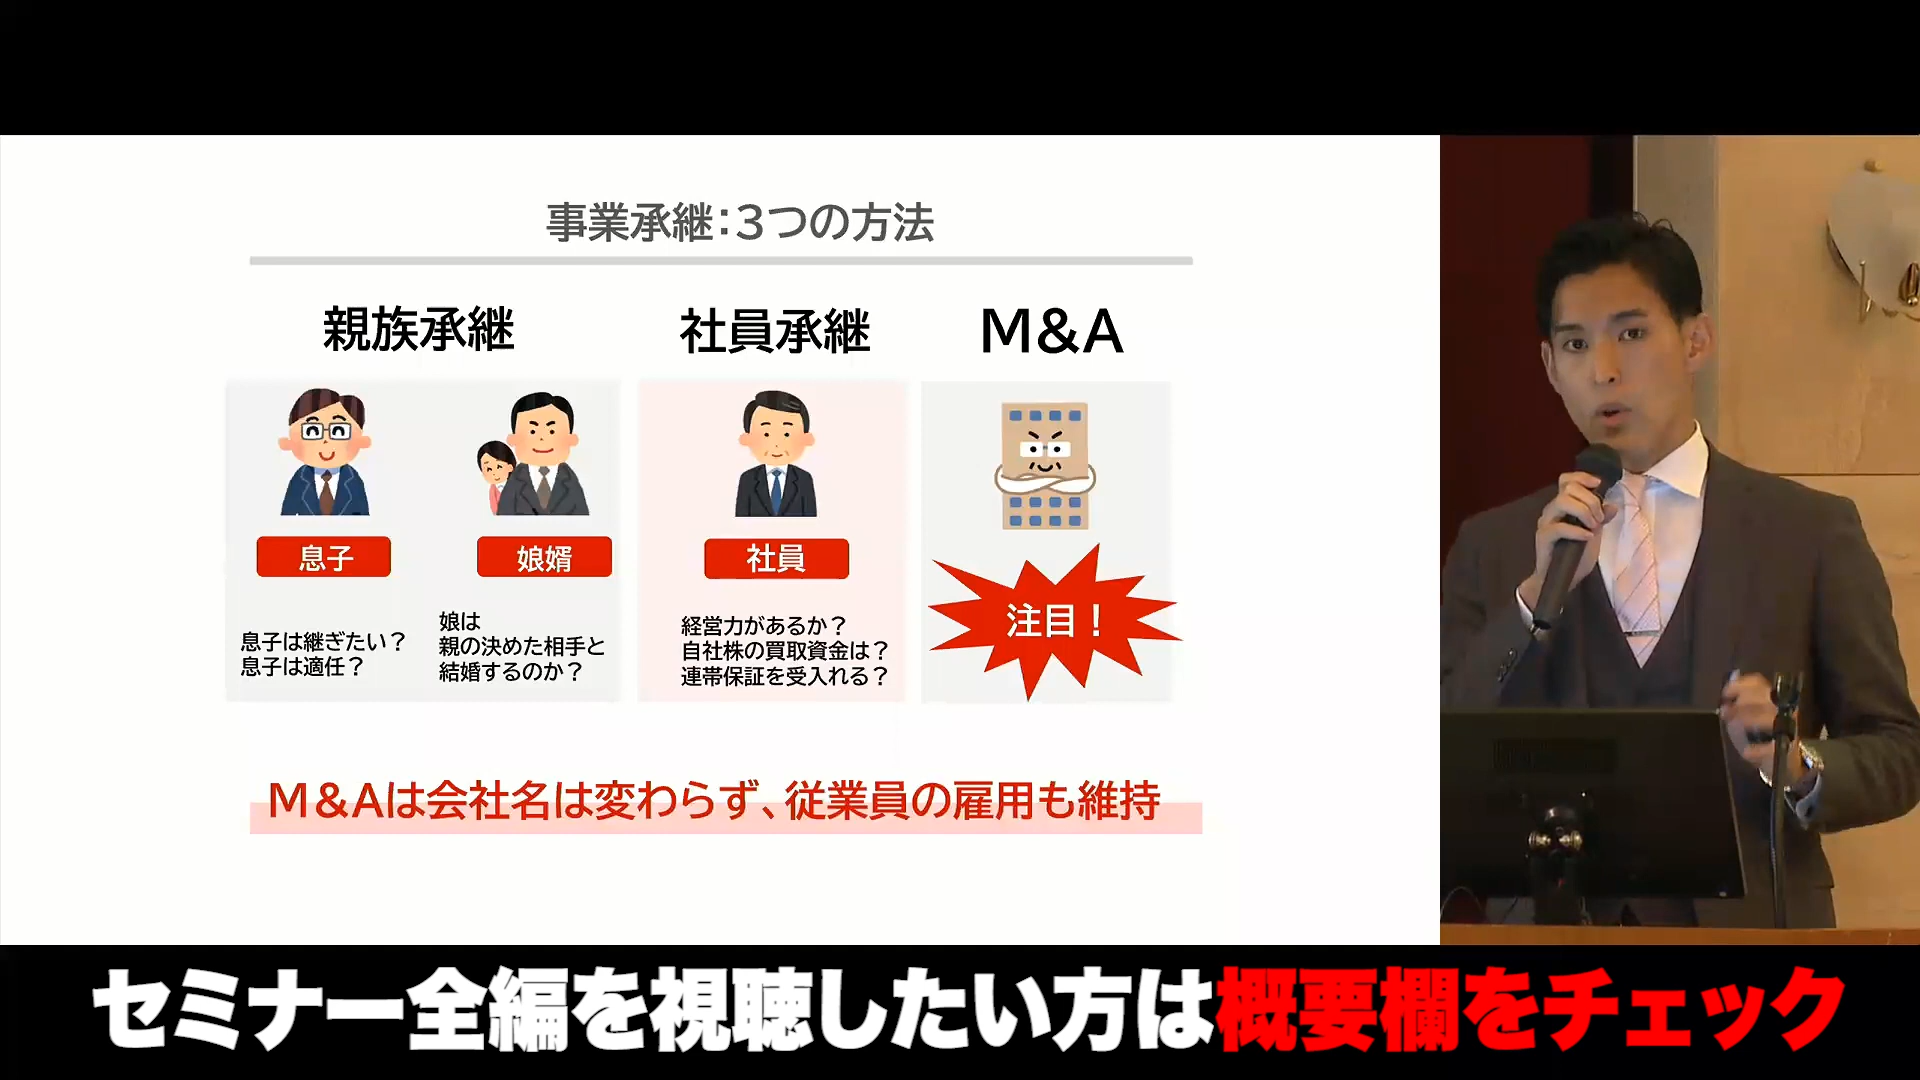 事業承継：３つの方法
親族承継
社員承継
M&A
息子
娘婿
社員
注目！
息子は継ぎたい？
息子は適任？
娘は
親の決めた相手と
結婚するのか？
経営力があるか？
自社株の買取資金は？
連帯保証を受入れる？
M＆Aは会社名は変わらず、従業員の雇用も維持
セミナー全編を視聴したい方は概要欄をチェック